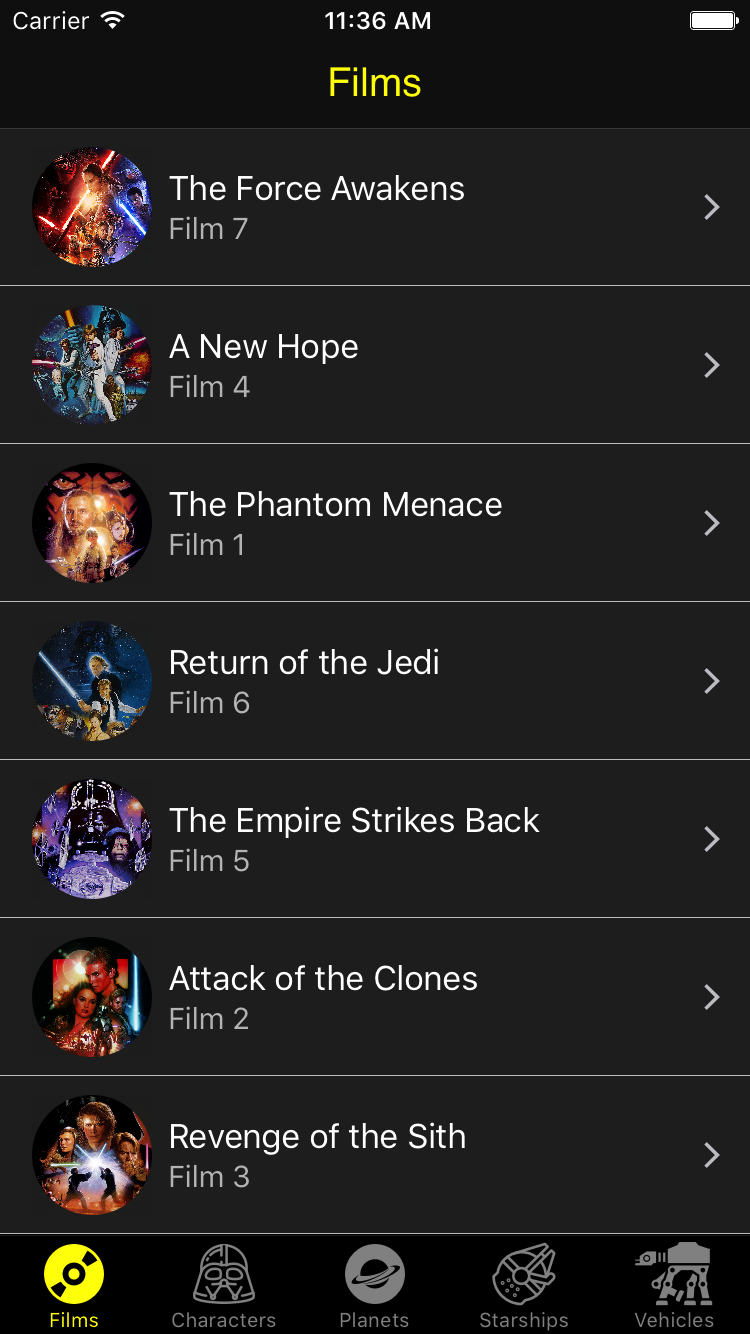 Carrier 11:36 AM
Films
The Force Awakens
Film 7
A New Hope
Film 4
The Phantom Menace
Film 1
Return of the Jedi
Film 6
The Empire Strikes Back
Film 5
Attack of the Clones
Film 2
Revenge of the Sith
Film 3
Films Characters Planets Starships Vehicles